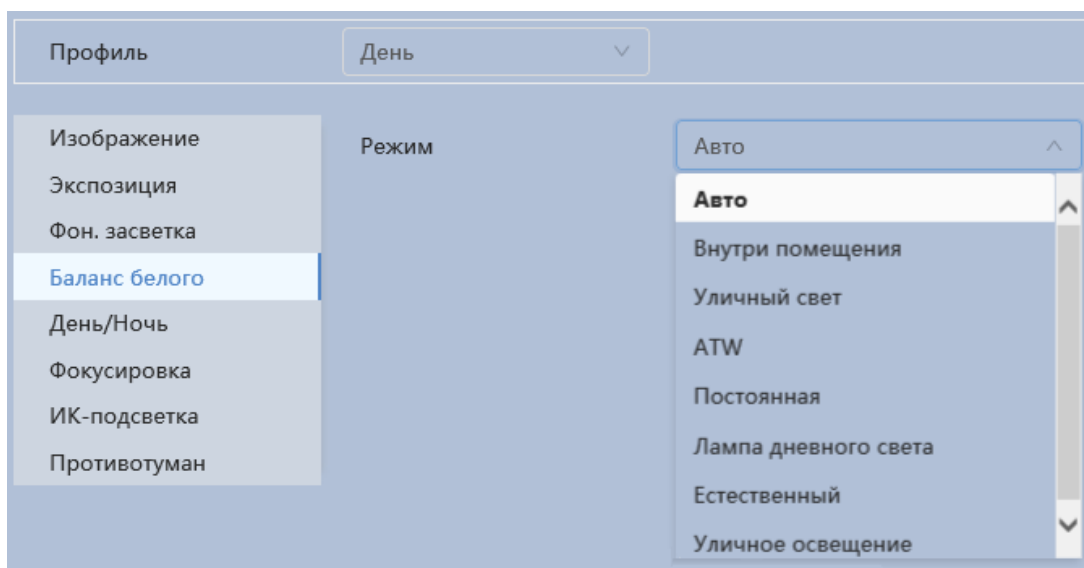 Профиль
День
Изображение
Экспозиция
Фон. засветка
Баланс белого
День/Ночь
Фокусировка
ИК-подсветка
Противотуман
Режим
Авто
Авто
Внутри помещения
Уличный свет
ATW
Постоянная
Лампа дневного света
Естественный
Уличное освещение